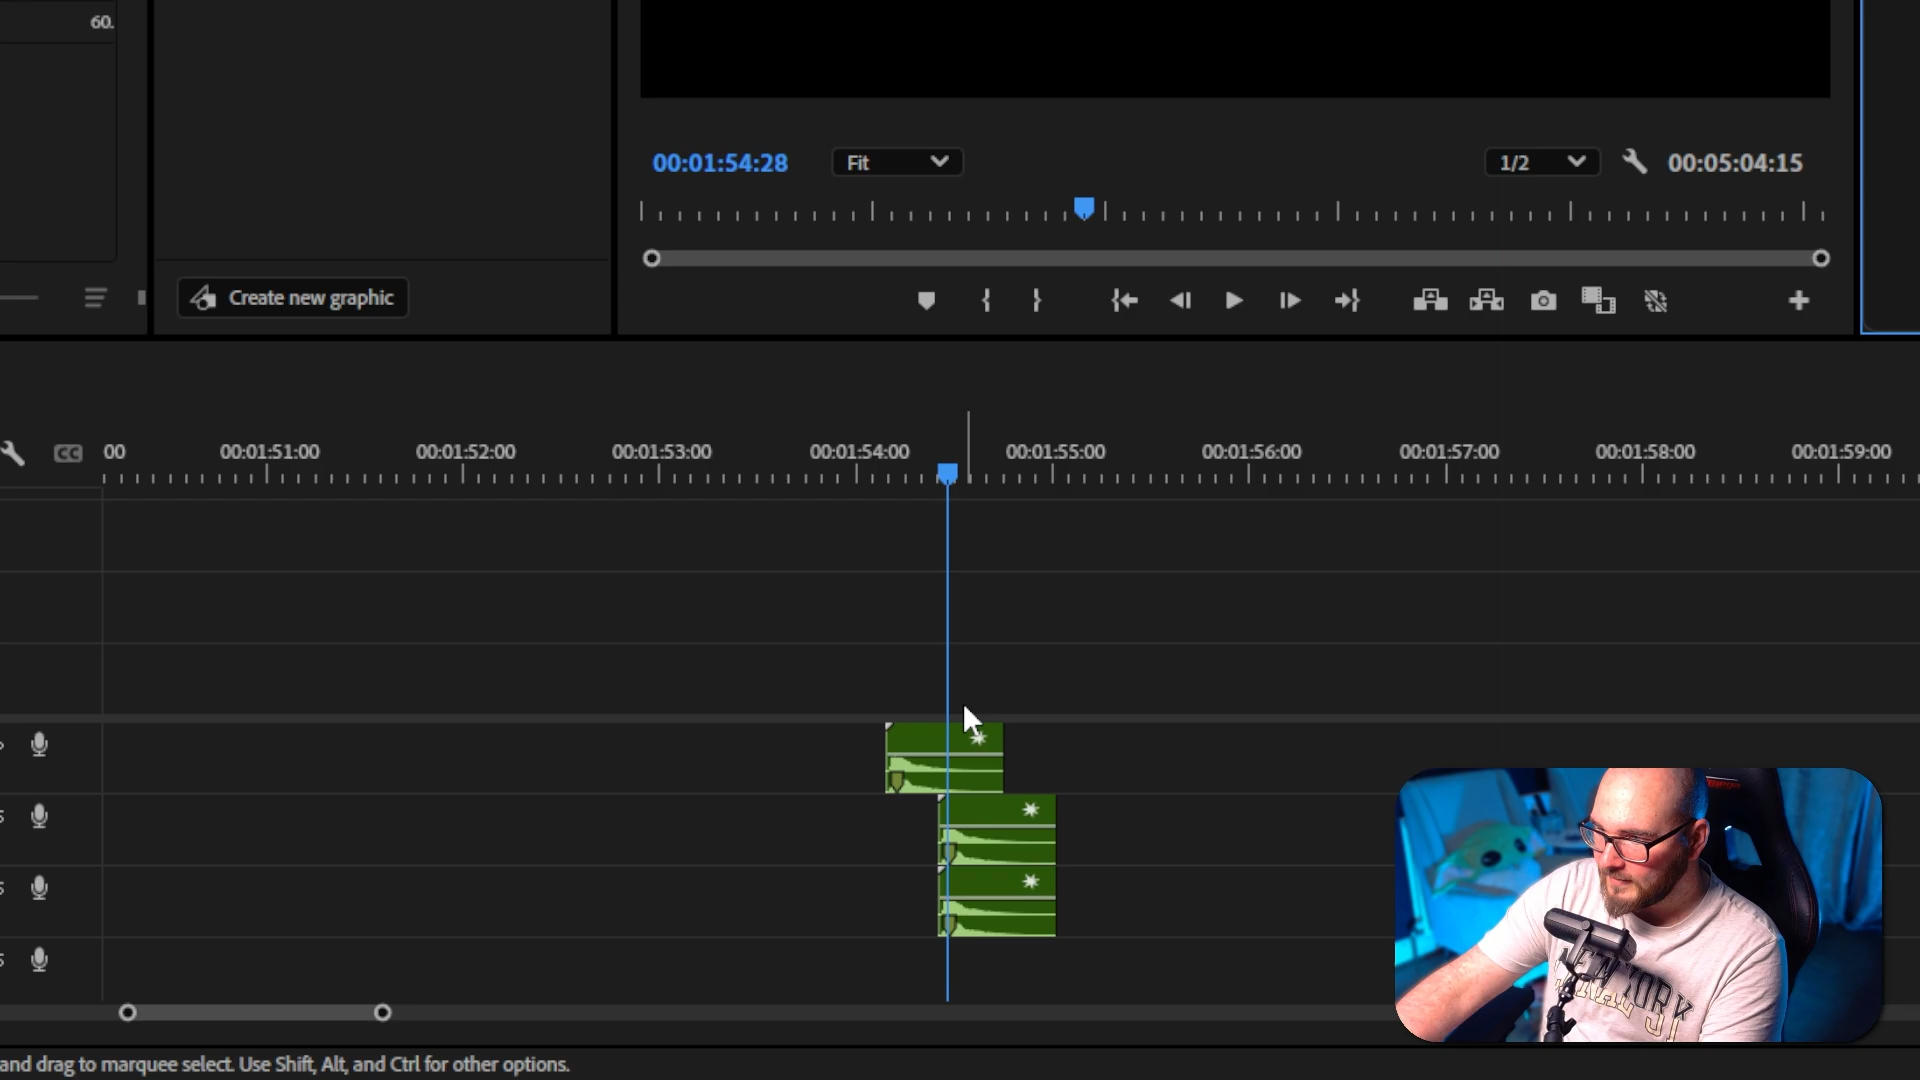 60.
00:01:54:28
Fit
1/2
00:05:04:15
Create new graphic
CC
00
00:01:51:00
00:01:52:00
00:01:53:00
00:01:54:00
00:01:55:00
00:01:56:00
00:01:57:00
00:01:58:00
00:01:59:00
S
S
S
NEW YORK
and drag to marquee select. Use Shift, Alt, and Ctrl for other options.